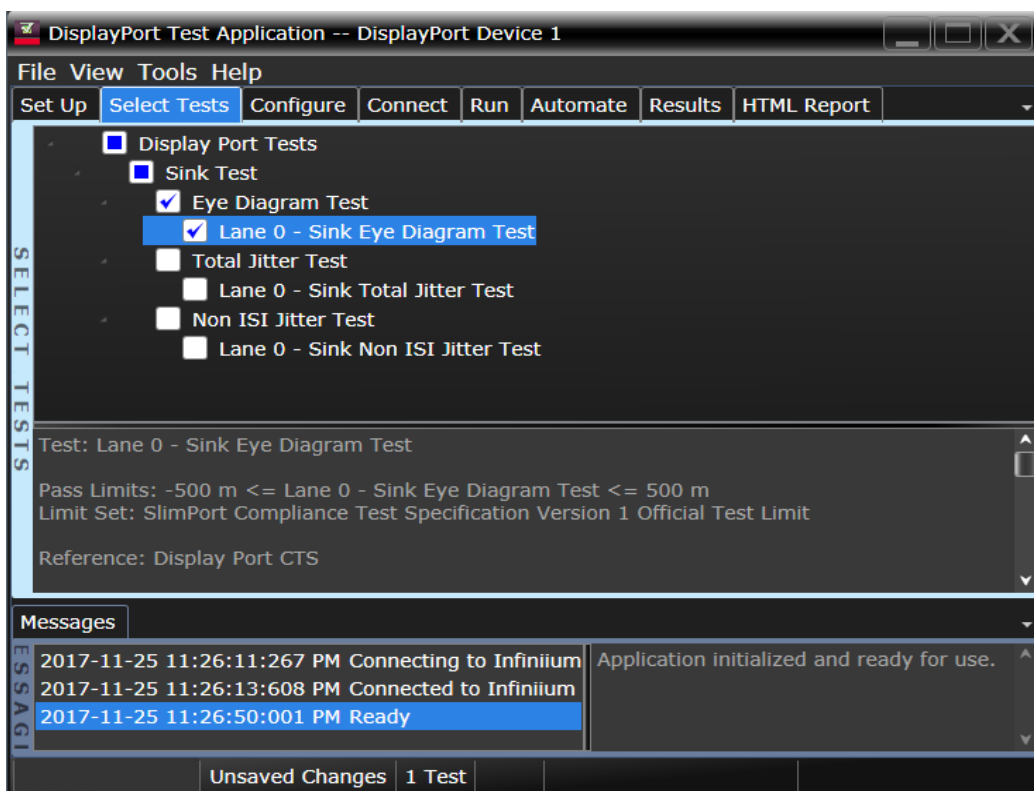 DisplayPort Test Application -- DisplayPort Device 1
File View Tools Help
Set Up Select Tests Configure Connect Run Automate Results HTML Report
Display Port Tests
Sink Test
Eye Diagram Test
Lane 0 - Sink Eye Diagram Test
Total Jitter Test
Lane 0 - Sink Total Jitter Test
Non ISI Jitter Test
Lane 0 - Sink Non ISI Jitter Test
SELECT TESTS
Test: Lane 0 - Sink Eye Diagram Test
Pass Limits: -500 m <= Lane 0 - Sink Eye Diagram Test <= 500 m
Limit Set: SlimPort Compliance Test Specification Version 1 Official Test Limit
Reference: Display Port CTS
Messages
2017-11-25 11:26:11:267 PM Connecting to Infiniium
2017-11-25 11:26:13:608 PM Connected to Infiniium
2017-11-25 11:26:50:001 PM Ready
Application initialized and ready for use.
Unsaved Changes 1 Test